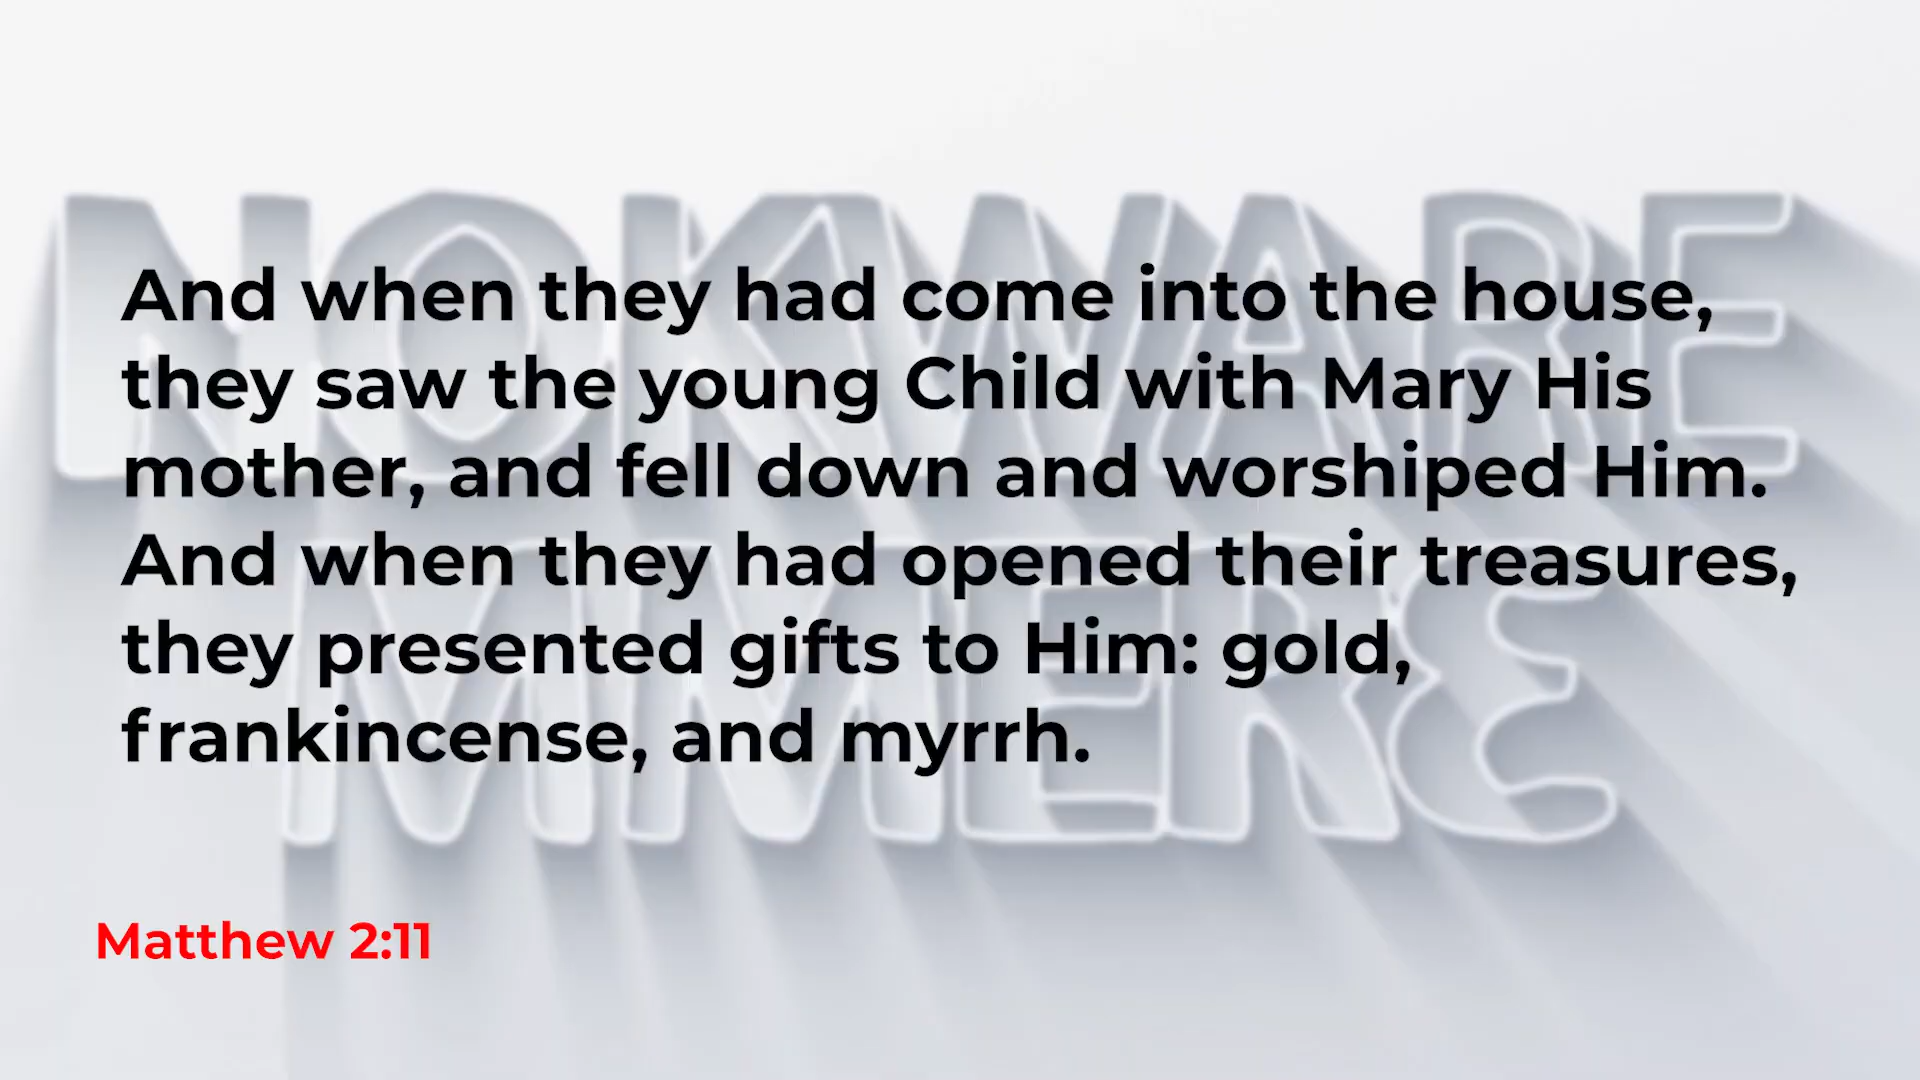 NOKWARE
MMERƐ
And when they had come into the house,
they saw the young Child with Mary His
mother, and fell down and worshiped Him.
And when they had opened their treasures,
they presented gifts to Him: gold,
frankincense, and myrrh.
Matthew 2:11